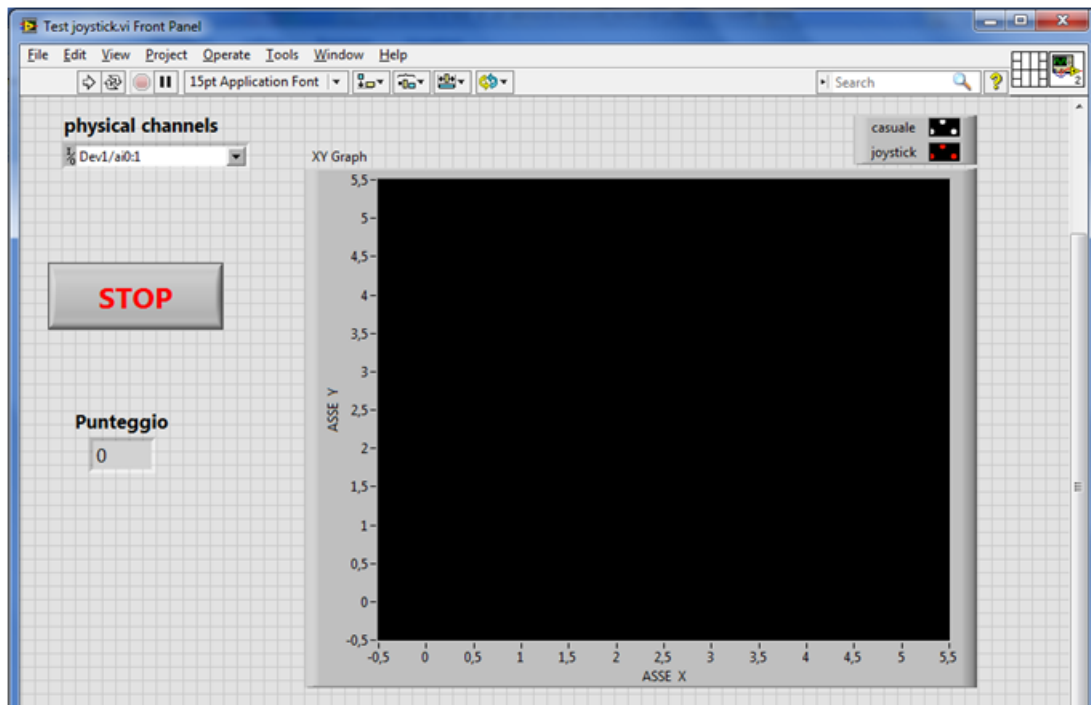 Test joystick.vi Front Panel
File Edit View Project Operate Tools Window Help
15pt Application Font
Search
?
2
physical channels
Dev1/ai0:1
casuale
joystick
XY Graph
STOP
Punteggio
0
ASSE Y
5,5
5
4,5
4
3,5
3
2,5
2
1,5
1
0,5
0
-0,5
-0,5 0 0,5 1 1,5 2 2,5 3 3,5 4 4,5 5 5,5
ASSE X